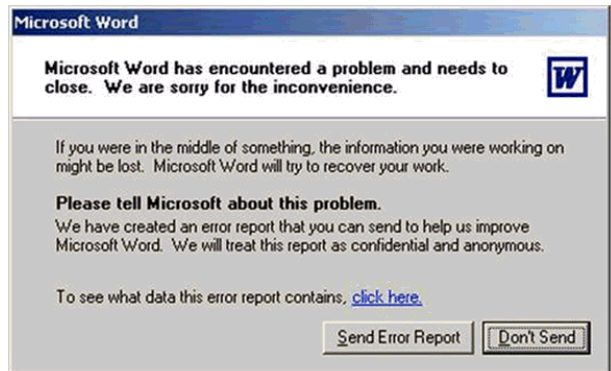 Microsoft Word
Microsoft Word has encountered a problem and needs to
close.  We are sorry for the inconvenience.
W
If you were in the middle of something, the information you were working on
might be lost.  Microsoft Word will try to recover your work.
Please tell Microsoft about this problem.
We have created an error report that you can send to help us improve
Microsoft Word.  We will treat this report as confidential and anonymous.
To see what data this error report contains, click here.
Send Error Report Don't Send